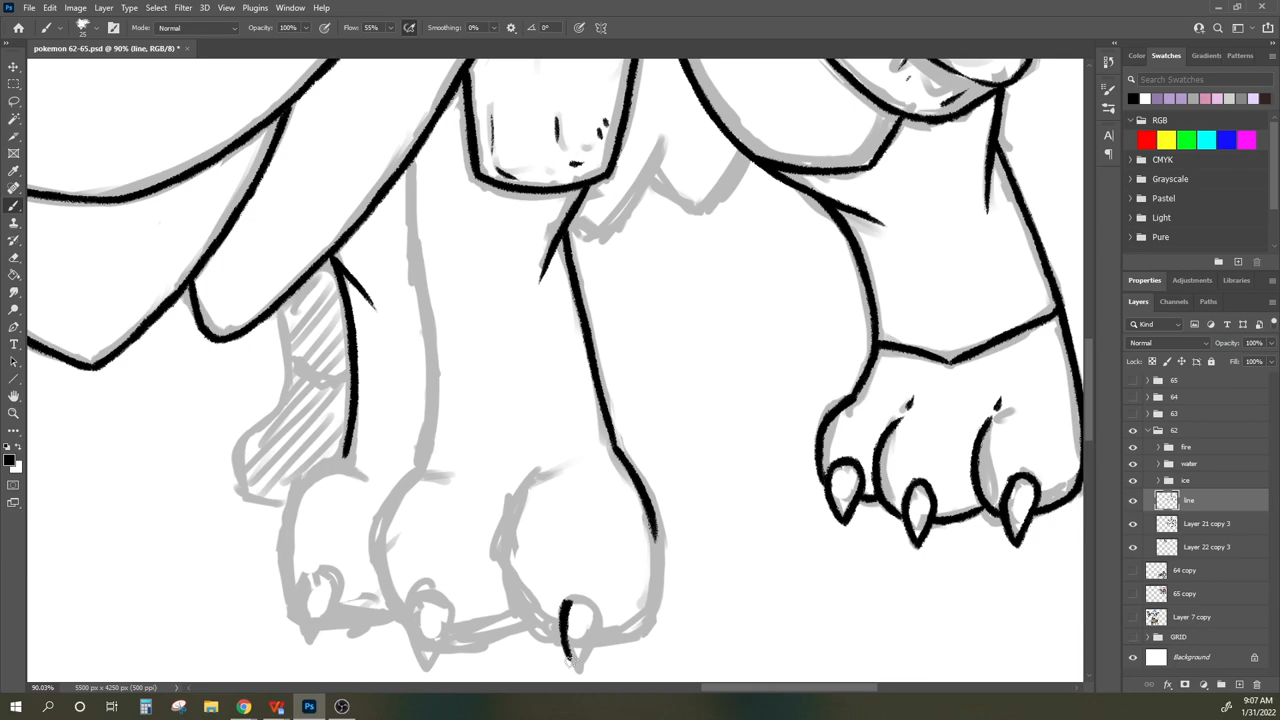 Ps File Edit Image Layer Type Select Filter 3D View Plugins Window Help
25 Mode: Normal Opacity: 100% Flow: 55% Smoothing: 0% 0°
pokemon 62-65.psd @ 90% (line, RGB/8) * ×
Color Swatches Gradients Patterns
Search Swatches
RGB
CMYK
Grayscale
Pastel
Light
Pure
Properties Adjustments Libraries
Layers Channels Paths
Kind
Normal Opacity: 100%
Lock: Fill: 100%
65
64
63
62
fire
water
ice
line
Layer 21 copy 3
Layer 22 copy 3
64 copy
65 copy
Layer 7 copy
GRID
Background
90.03% 5500 px x 4250 px (500 ppi)
9:07 AM
1/31/2022